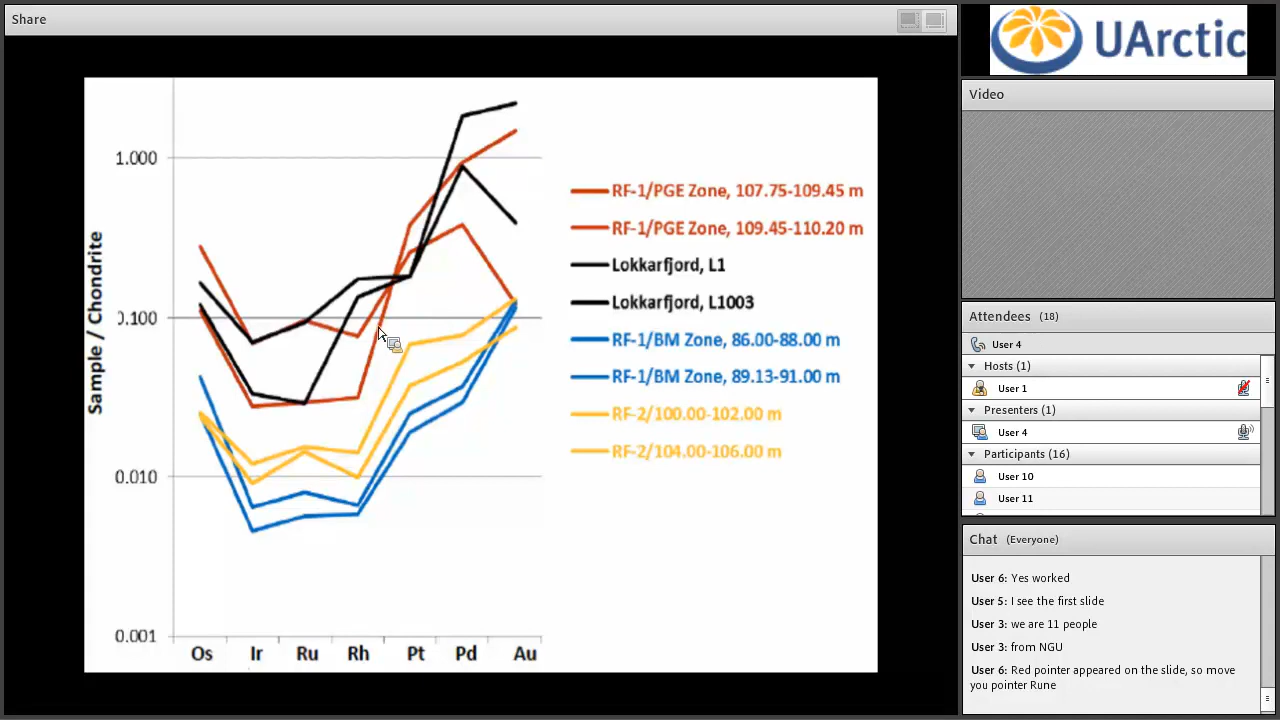 Share
1.000
0.100
0.010
0.001
Sample / Chondrite
Os Ir Ru Rh Pt Pd Au
RF-1/PGE Zone, 107.75-109.45 m
RF-1/PGE Zone, 109.45-110.20 m
Lokkarfjord, L1
Lokkarfjord, L1003
RF-1/BM Zone, 86.00-88.00 m
RF-1/BM Zone, 89.13-91.00 m
RF-2/100.00-102.00 m
RF-2/104.00-106.00 m
UArctic
Video
Attendees (18)
User 4
Hosts (1)
User 1
Presenters (1)
User 4
Participants (16)
User 10
User 11
Chat (Everyone)
User 6: Yes worked
User 5: I see the first slide
User 3: we are 11 people
User 3: from NGU
User 6: Red pointer appeared on the slide, so move
you pointer Rune